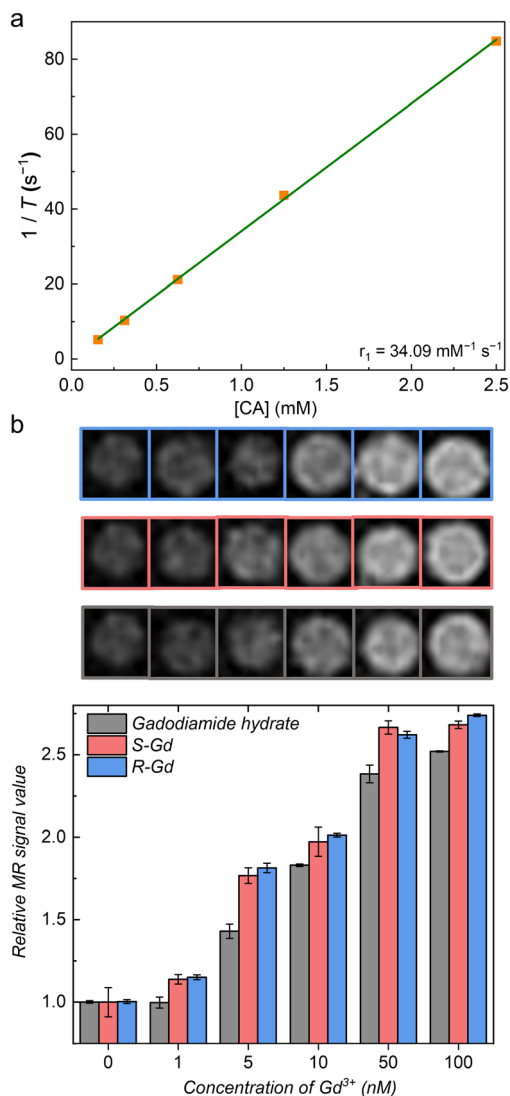 a
1 / T (s⁻¹)
80
60
40
20
0
r₁ = 34.09 mM⁻¹ s⁻¹
0.0 0.5 1.0 1.5 2.0 2.5
[CA] (mM)
b
Relative MR signal value
Gadodiamide hydrate
S-Gd
R-Gd
2.5
2.0
1.5
1.0
0 1 5 10 50 100
Concentration of Gd³⁺ (nM)